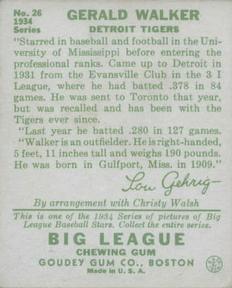 No. 26
1934
Series
GERALD WALKER
DETROIT TIGERS
"Starred in baseball and football in the Uni-
versity of Mississippi before entering the
professional ranks. Came up to Detroit in
1931 from the Evansville Club in the 3 I
League, where he had batted .378 at 84
games. He was sent to Toronto that year,
but was recalled and has been with the
Tigers ever since.
"Last year he batted .280 in 127 games.
"Walker is an outfielder. He is right-handed,
5 feet, 11 inches tall and weighs 190 pounds.
He was born in Gulfport, Miss. in 1909."
Lou Gehrig
By arrangement with Christy Walsh
This is one of the 1934 Series of pictures of Big
League Baseball Stars. Collect the entire series.
BIG LEAGUE
CHEWING GUM
GOUDEY GUM CO., BOSTON
Made in U. S. A.